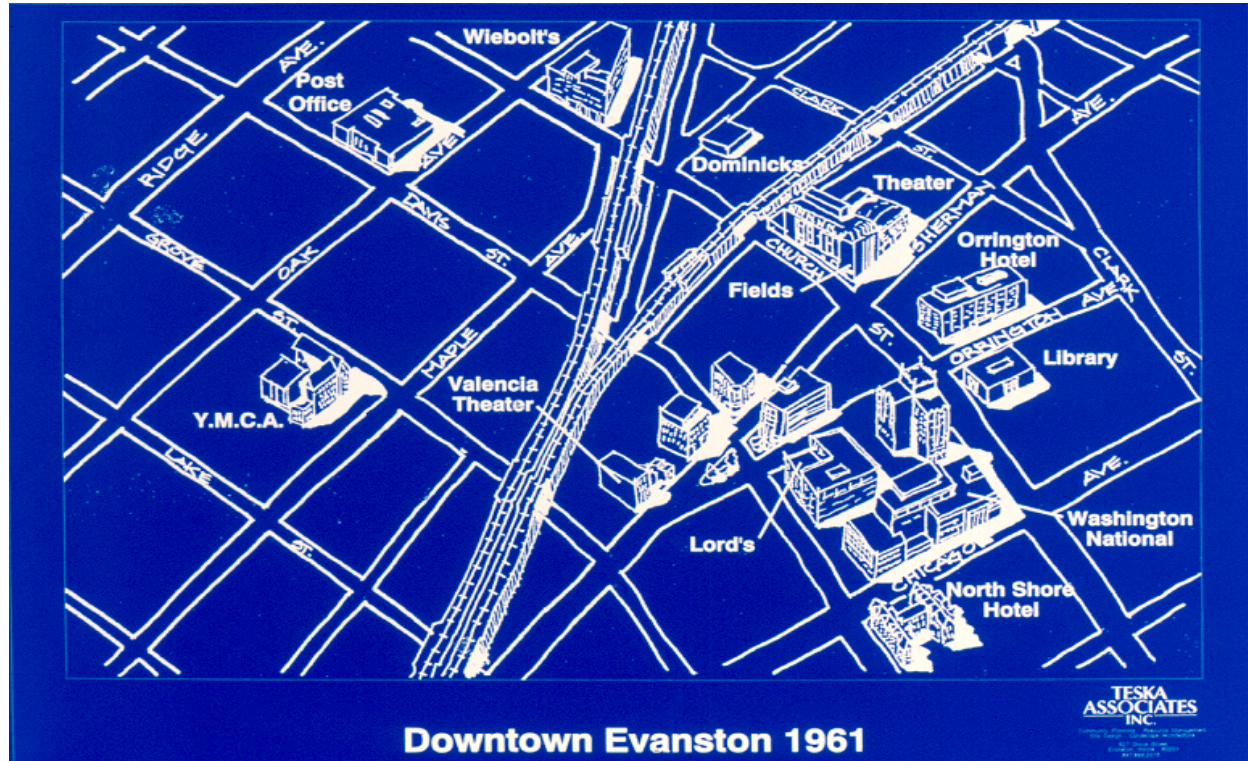 Wiebolt's
AVE.
Post
Office
RIDGE
AVE.
CLARK
ST.
AVE.
Dominicks
Theater
SHERMAN
DAVIS
ST.
AVE.
GROVE
ST.
OAK
CHURCH
ST.
Orrington
Hotel
CLARK
ST.
Fields
ORRINGTON
AVE.
Library
MAPLE
Valencia
Theater
Y.M.C.A.
LAKE
ST.
AVE.
Washington
National
Lord's
CHICAGO
North Shore
Hotel
TESKA
ASSOCIATES
INC.
Downtown Evanston 1961